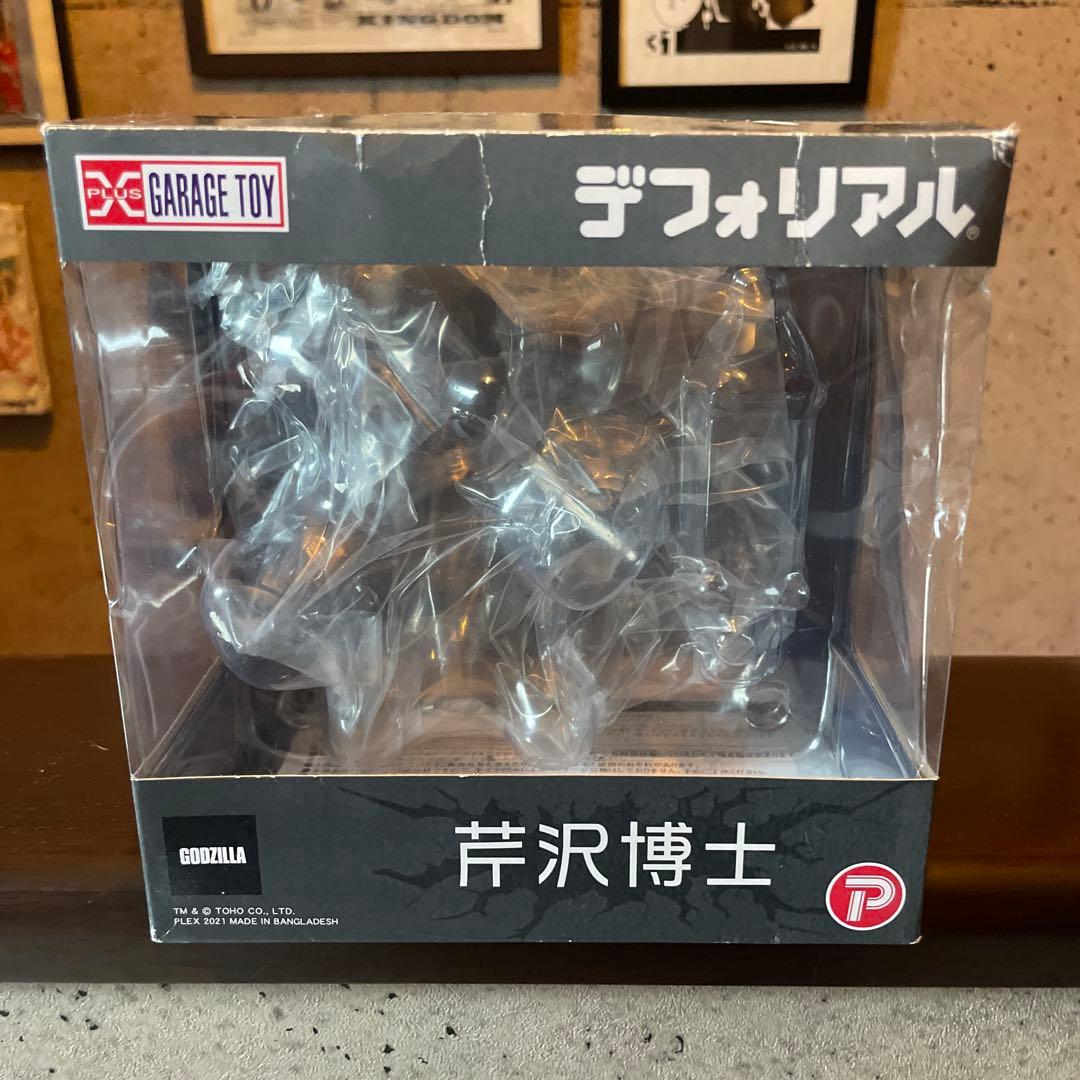 KINGDOM
X PLUS GARAGE TOY
デフォリアル®
芹沢博士
GODZILLA
TM & © TOHO CO., LTD.
PLEX 2021 MADE IN BANGLADESH
P